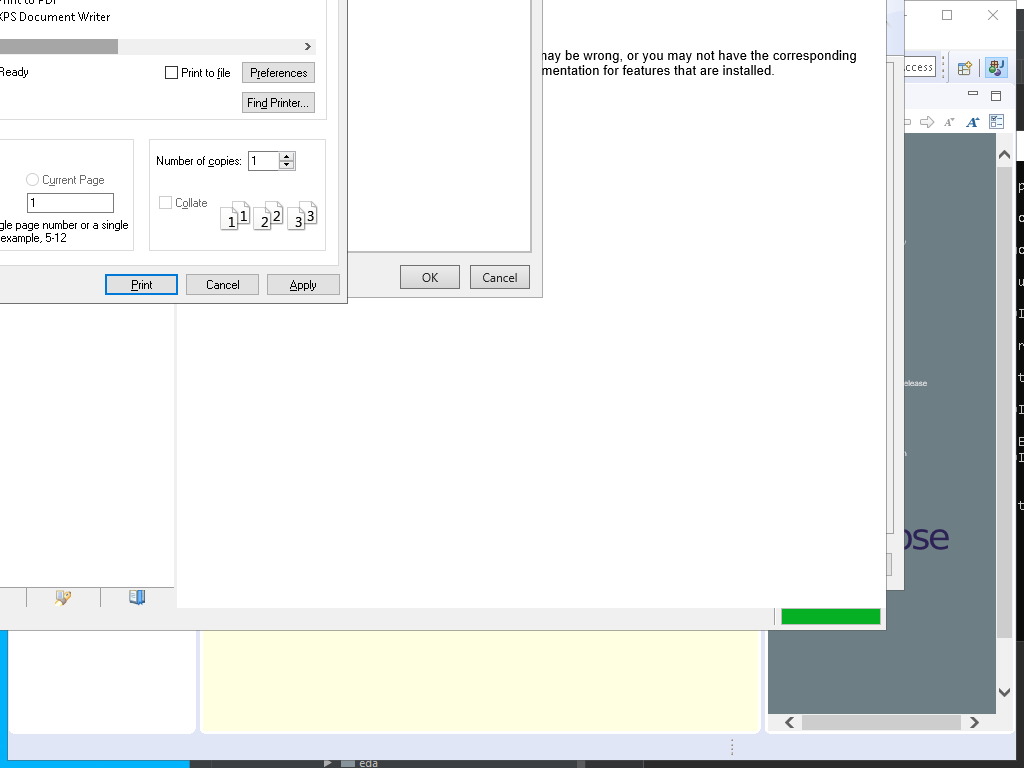 XPS Document Writer
Ready
Print to file
Preferences
Find Printer...
Number of copies: 1
Current Page
Collate
1
1 1 2 2 3 3
gle page number or a single
example, 5-12
Print
Cancel
Apply
OK
Cancel
may be wrong, or you may not have the corresponding
mentation for features that are installed.
ccess
elease
ose
eda